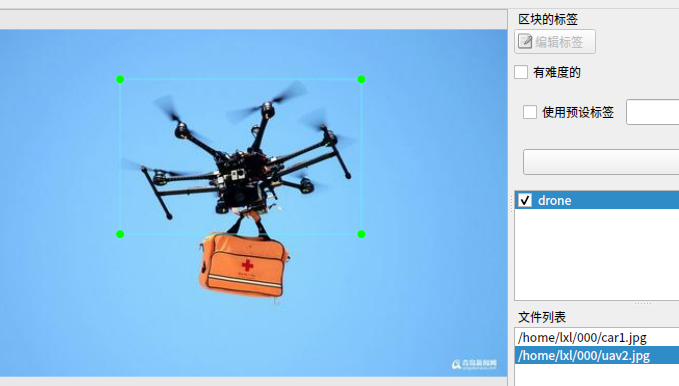 区块的标签
编辑标签
有难度的
使用预设标签
drone
文件列表
/home/lxl/000/car1.jpg
/home/lxl/000/uav2.jpg
青岛新闻网